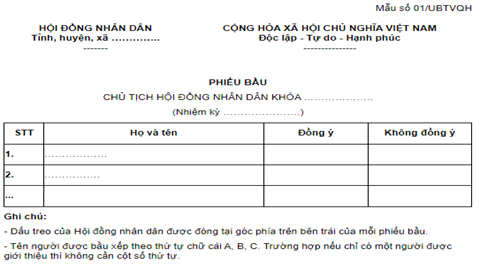 Mẫu số 01/UBTVQH
HỘI ĐỒNG NHÂN DÂN
Tỉnh, huyện, xã ..............
-------
CỘNG HÒA XÃ HỘI CHỦ NGHĨA VIỆT NAM
Độc lập - Tự do - Hạnh phúc
---------------
PHIẾU BẦU
CHỦ TỊCH HỘI ĐỒNG NHÂN DÂN KHÓA ....................
(Nhiệm kỳ ......................)
STT Họ và tên Đồng ý Không đồng ý
1. ..................
2. ................
...
Ghi chú:
- Dấu treo của Hội đồng nhân dân được đóng tại góc phía trên bên trái của mỗi phiếu bầu.
- Tên người được bầu xếp theo thứ tự chữ cái A, B, C. Trường hợp nếu chỉ có một người được
giới thiệu thì không cần cột số thứ tự.